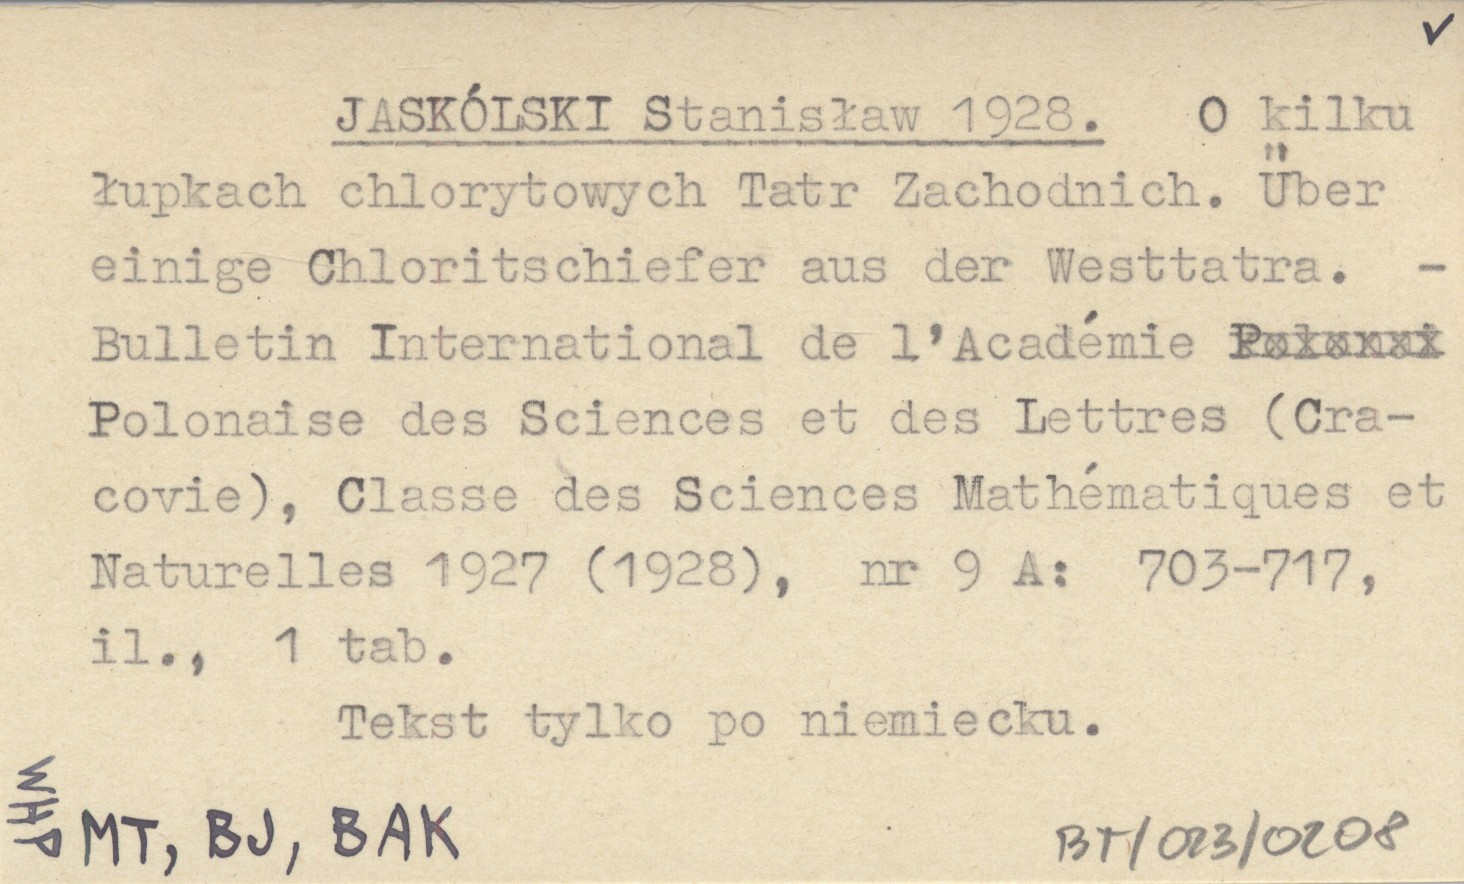 ✓
JASKÓLSKI Stanisław 1928. O kilku
łupkach chlorytowych Tatr Zachodnich. Über
einige Chloritschiefer aus der Westtatra. -
Bulletin International de l'Académie
Polonaise des Sciences et des Lettres (Cra-
covie), Classe des Sciences Mathématiques et
Naturelles 1927 (1928), nr 9 A: 703-717,
il., 1 tab.
Tekst tylko po niemiecku.
WHP
MT, BJ, BAK
BT/023/0208